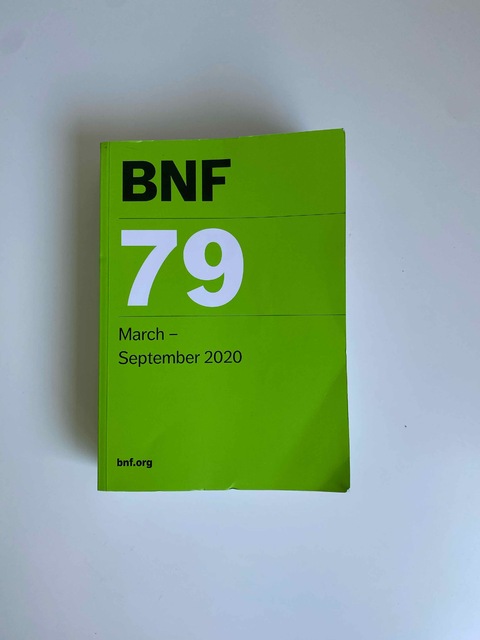 BNF
79
March –
September 2020
bnf.org